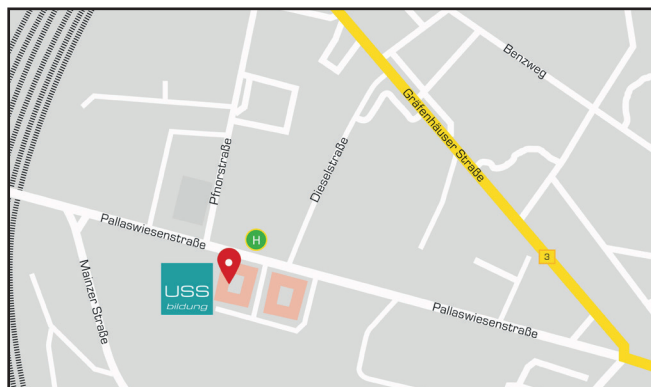 Benzweg
Gräfenhäuser Straße
Pfnorstraße
Dieselstraße
Pallaswiesenstraße
H
3
Mainzer Straße
USS
bildung
Pallaswiesenstraße